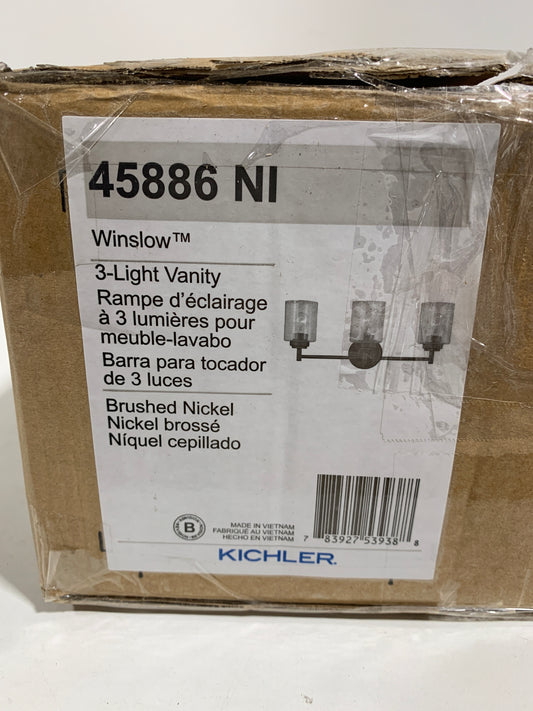 45886 NI
Winslow™
3-Light Vanity
Rampe d'éclairage
à 3 lumières pour
meuble-lavabo
Barra para tocador
de 3 luces
Brushed Nickel
Nickel brossé
Níquel cepillado
B
MADE IN VIETNAM
FABRIQUÉ AU VIETNAM
HECHO EN VIETNAM
7 83927 53938 8
KICHLER.